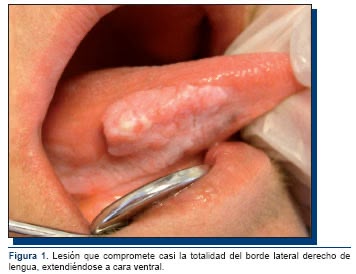 Figura 1. Lesión que compromete casi la totalidad del borde lateral derecho de
lengua, extendiéndose a cara ventral.